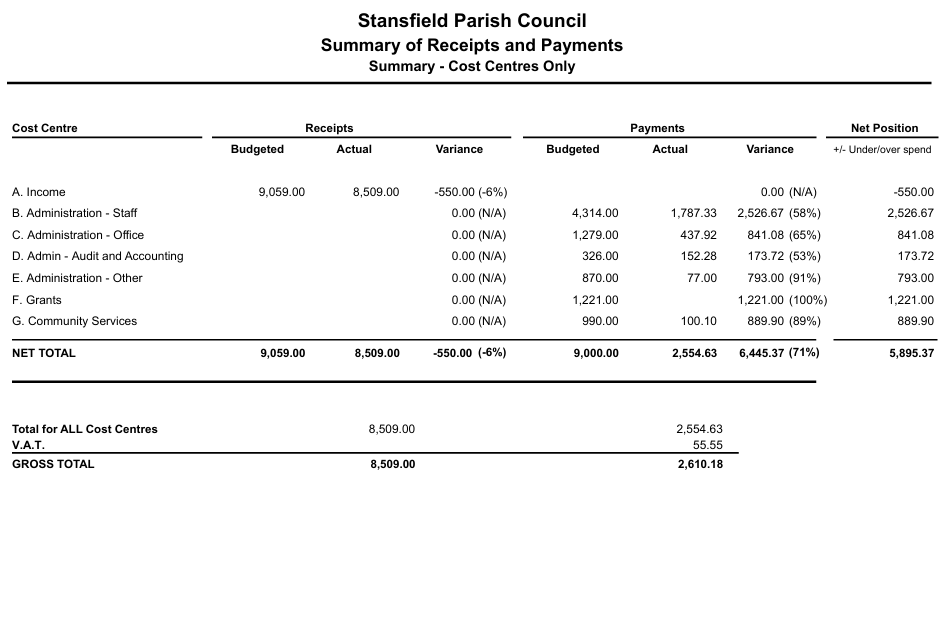 Stansfield Parish Council
Summary of Receipts and Payments
Summary - Cost Centres Only
Cost Centre Receipts Payments Net Position
Budgeted Actual Variance Budgeted Actual Variance +/- Under/over spend
A. Income 9,059.00 8,509.00 -550.00 (-6%) 0.00 (N/A) -550.00
B. Administration - Staff 0.00 (N/A) 4,314.00 1,787.33 2,526.67 (58%) 2,526.67
C. Administration - Office 0.00 (N/A) 1,279.00 437.92 841.08 (65%) 841.08
D. Admin - Audit and Accounting 0.00 (N/A) 326.00 152.28 173.72 (53%) 173.72
E. Administration - Other 0.00 (N/A) 870.00 77.00 793.00 (91%) 793.00
F. Grants 0.00 (N/A) 1,221.00 1,221.00 (100%) 1,221.00
G. Community Services 0.00 (N/A) 990.00 100.10 889.90 (89%) 889.90
NET TOTAL 9,059.00 8,509.00 -550.00 (-6%) 9,000.00 2,554.63 6,445.37 (71%) 5,895.37
Total for ALL Cost Centres 8,509.00 2,554.63
V.A.T. 55.55
GROSS TOTAL 8,509.00 2,610.18